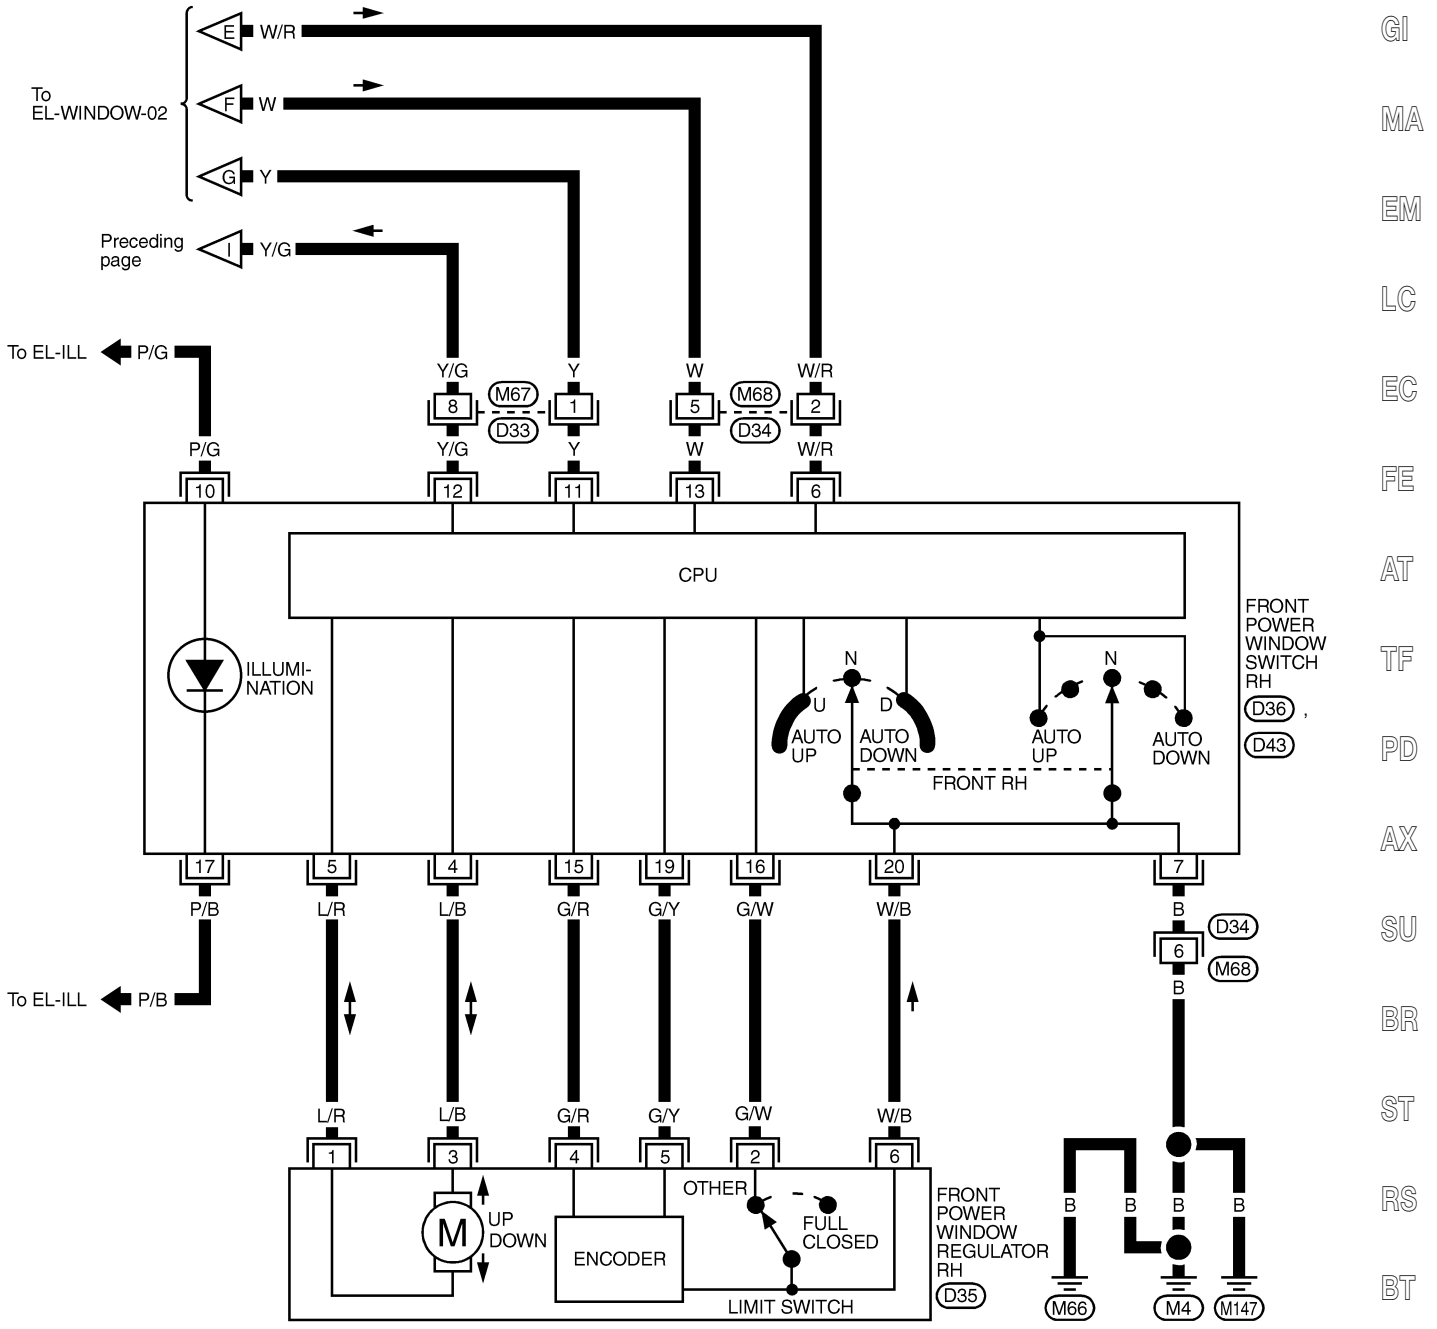 E W/R
GI
To
EL-WINDOW-02
F W
MA
G Y
EM
Preceding
page
I Y/G
LC
To EL-ILL P/G
Y/G Y W W/R
EC
8 M67 1 5 M68 2
D33 D34
P/G Y/G Y W W/R
FE
10 12 11 13 6
CPU
AT
FRONT
POWER
WINDOW
SWITCH
RH
TF
D36 ,
D43
ILLUMI-
NATION
N N
U D
AUTO
UP
AUTO
DOWN
AUTO
UP
AUTO
DOWN
PD
FRONT RH
AX
17 5 4 15 19 16 20 7
P/B L/R L/B G/R G/Y G/W W/B B
D34
SU
6
M68
B
To EL-ILL P/B
BR
L/R L/B G/R G/Y G/W W/B
ST
1 3 4 5 2 6
OTHER
B B B B
RS
M
UP
DOWN
FULL
CLOSED
ENCODER
FRONT
POWER
WINDOW
REGULATOR
RH
D35
LIMIT SWITCH
M66 M4 M147
BT